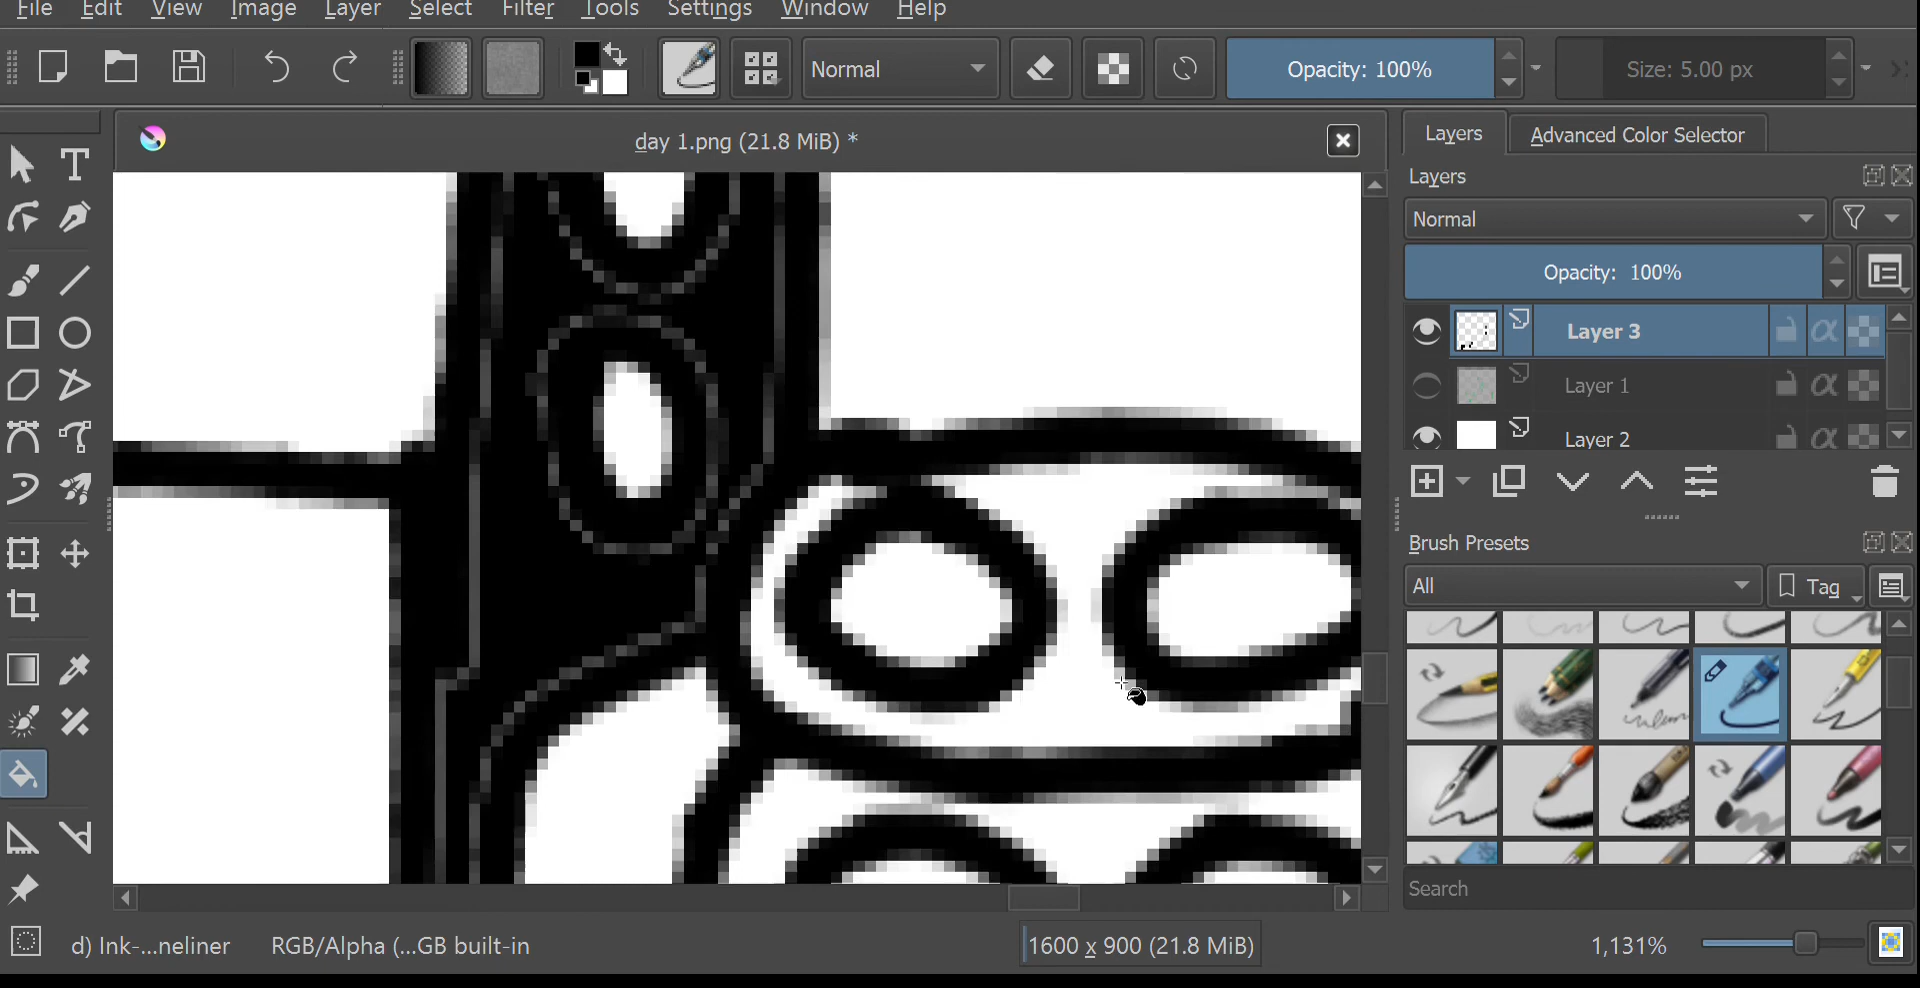 File Edit View Image Layer Select Filter Tools Settings Window Help
Normal Opacity: 100% Size: 5.00 px
day 1.png (21.8 MiB) *
Layers Advanced Color Selector
Layers
Normal
Opacity: 100%
Layer 3
Layer 1
Layer 2
Brush Presets
All Tag
Search
d) Ink-...neliner RGB/Alpha (...GB built-in 1600 x 900 (21.8 MiB) 1,131%